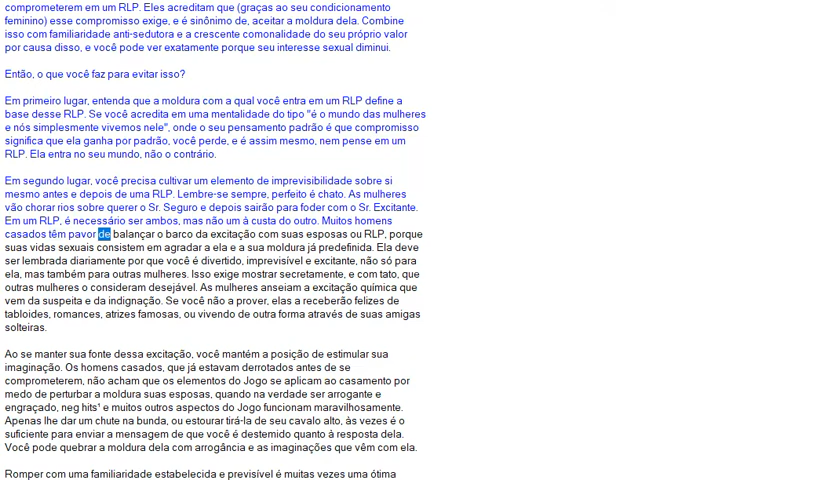 comprometerem em um RLP. Eles acreditam que (graças ao seu condicionamento
feminino) esse compromisso exige, e é sinônimo de, aceitar a moldura dela. Combine
isso com familiaridade anti-sedutora e a crescente comonalidade do seu próprio valor
por causa disso, e você pode ver exatamente porque seu interesse sexual diminui.
Então, o que você faz para evitar isso?
Em primeiro lugar, entenda que a moldura com a qual você entra em um RLP define a
base desse RLP. Se você acredita em uma mentalidade do tipo "é o mundo das mulheres
e nós simplesmente vivemos nele", onde o seu pensamento padrão é que compromisso
significa que ela ganha por padrão, você perde, e é assim mesmo, nem pense em um
RLP. Ela entra no seu mundo, não o contrário.
Em segundo lugar, você precisa cultivar um elemento de imprevisibilidade sobre si
mesmo antes e depois de uma RLP. Lembre-se sempre, perfeito é chato. As mulheres
vão chorar rios sobre querer o Sr. Seguro e depois sairão para foder com o Sr. Excitante.
Em um RLP, é necessário ser ambos, mas não um à custa do outro. Muitos homens
casados têm pavor de balançar o barco da excitação com suas esposas ou RLP, porque
suas vidas sexuais consistem em agradar a ela e a sua moldura já predefinida. Ela deve
ser lembrada diariamente por que você é divertido, imprevisível e excitante, não só para
ela, mas também para outras mulheres. Isso exige mostrar secretamente, e com tato, que
outras mulheres o consideram desejável. As mulheres anseiam a excitação química que
vem da suspeita e da indignação. Se você não a prover, elas a receberão felizes de
tabloides, romances, atrizes famosas, ou vivendo de outra forma através de suas amigas
solteiras.
Ao se manter sua fonte dessa excitação, você mantém a posição de estimular sua
imaginação. Os homens casados, que já estavam derrotados antes de se
comprometerem, não acham que os elementos do Jogo se aplicam ao casamento por
medo de perturbar a moldura suas esposas, quando na verdade ser arrogante e
engraçado, neg hits¹ e muitos outros aspectos do Jogo funcionam maravilhosamente.
Apenas lhe dar um chute na bunda, ou estourar tirá-la de seu cavalo alto, às vezes é o
suficiente para enviar a mensagem de que você é destemido quanto à resposta dela.
Você pode quebrar a moldura dela com arrogância e as imaginações que vêm com ela.
Romper com uma familiaridade estabelecida e previsível é muitas vezes uma ótima